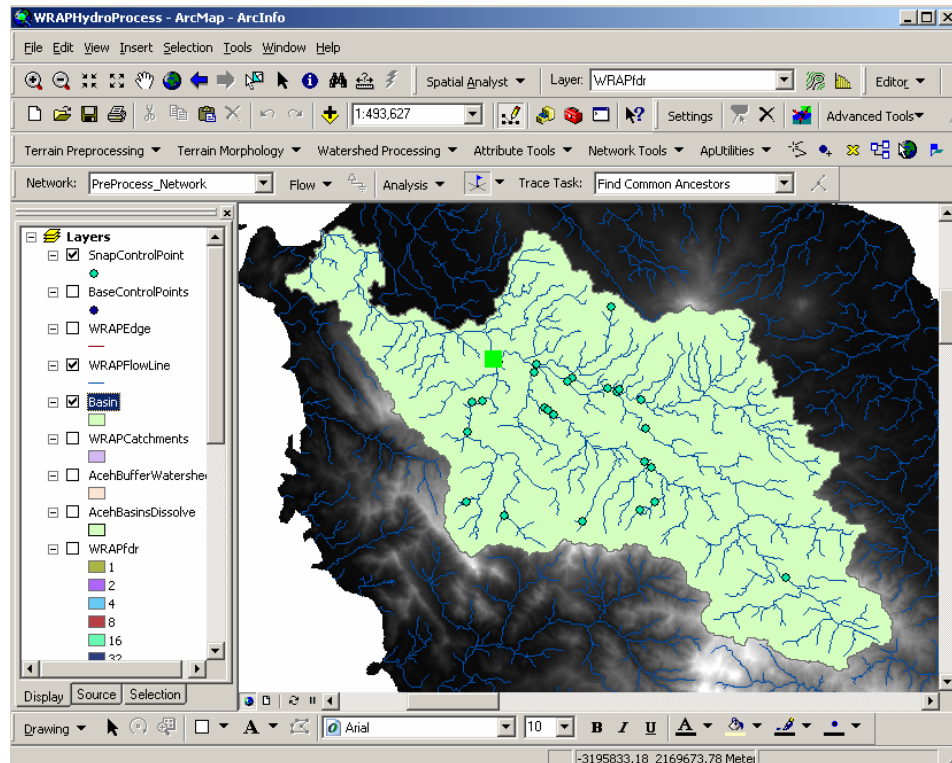 WRAPHydroProcess - ArcMap - ArcInfo
File Edit View Insert Selection Tools Window Help
Spatial Analyst Layer: WRAPfdr Editor
1:493,627 Settings Advanced Tools
Terrain Preprocessing Terrain Morphology Watershed Processing Attribute Tools Network Tools ApUtilities
Network: PreProcess_Network Flow Analysis Trace Task: Find Common Ancestors
Layers
SnapControlPoint
BaseControlPoints
WRAPEdge
WRAPFlowLine
Basin
WRAPCatchments
AcehBufferWatershe
AcehBasinsDissolve
WRAPfdr
1
2
4
8
16
32
Display Source Selection
Drawing A Arial 10 B I U A
-3195833.18 2169673.78 Meter